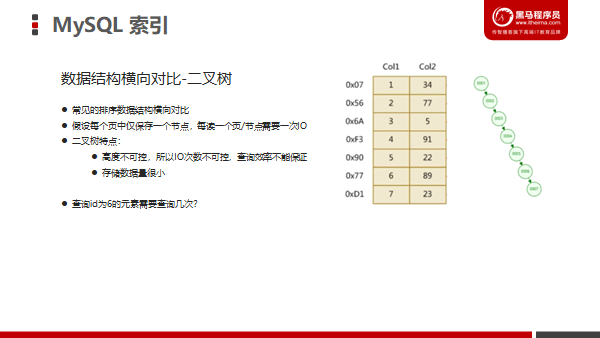 MySQL 索引
黑马程序员
www.itheima.com
传智播客旗下高端IT教育品牌
数据结构横向对比-二叉树
常见的排序数据结构横向对比
假设每个页中仅保存一个节点，每读一个页/节点需要一次IO
二叉树特点：
高度不可控，所以IO次数不可控，查询效率不能保证
存储数据量很小
查询id为6的元素需要查询几次？
Col1 Col2
0x07 1 34
0x56 2 77
0x6A 3 5
0xF3 4 91
0x90 5 22
0x77 6 89
0xD1 7 23
0001
0002
0003
0004
0005
0006
0007